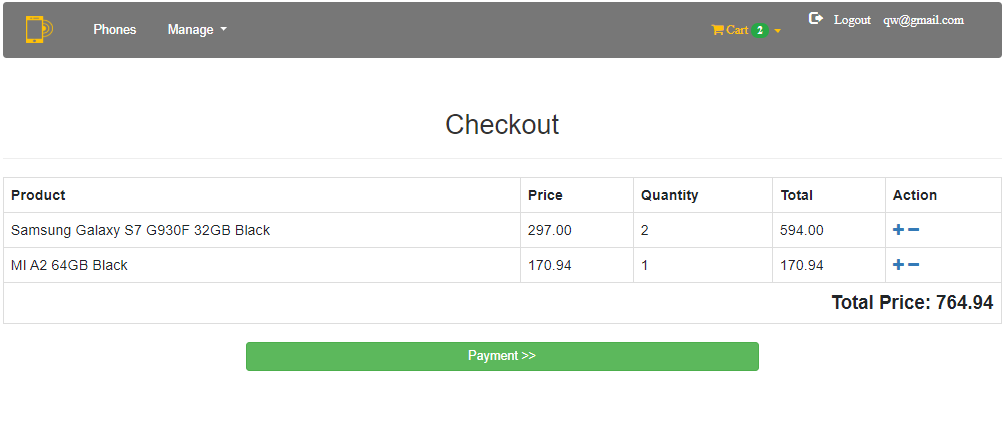 Phones Manage Cart 2 Logout qw@gmail.com
Checkout
Product Price Quantity Total Action
Samsung Galaxy S7 G930F 32GB Black 297.00 2 594.00
MI A2 64GB Black 170.94 1 170.94
Total Price: 764.94
Payment >>